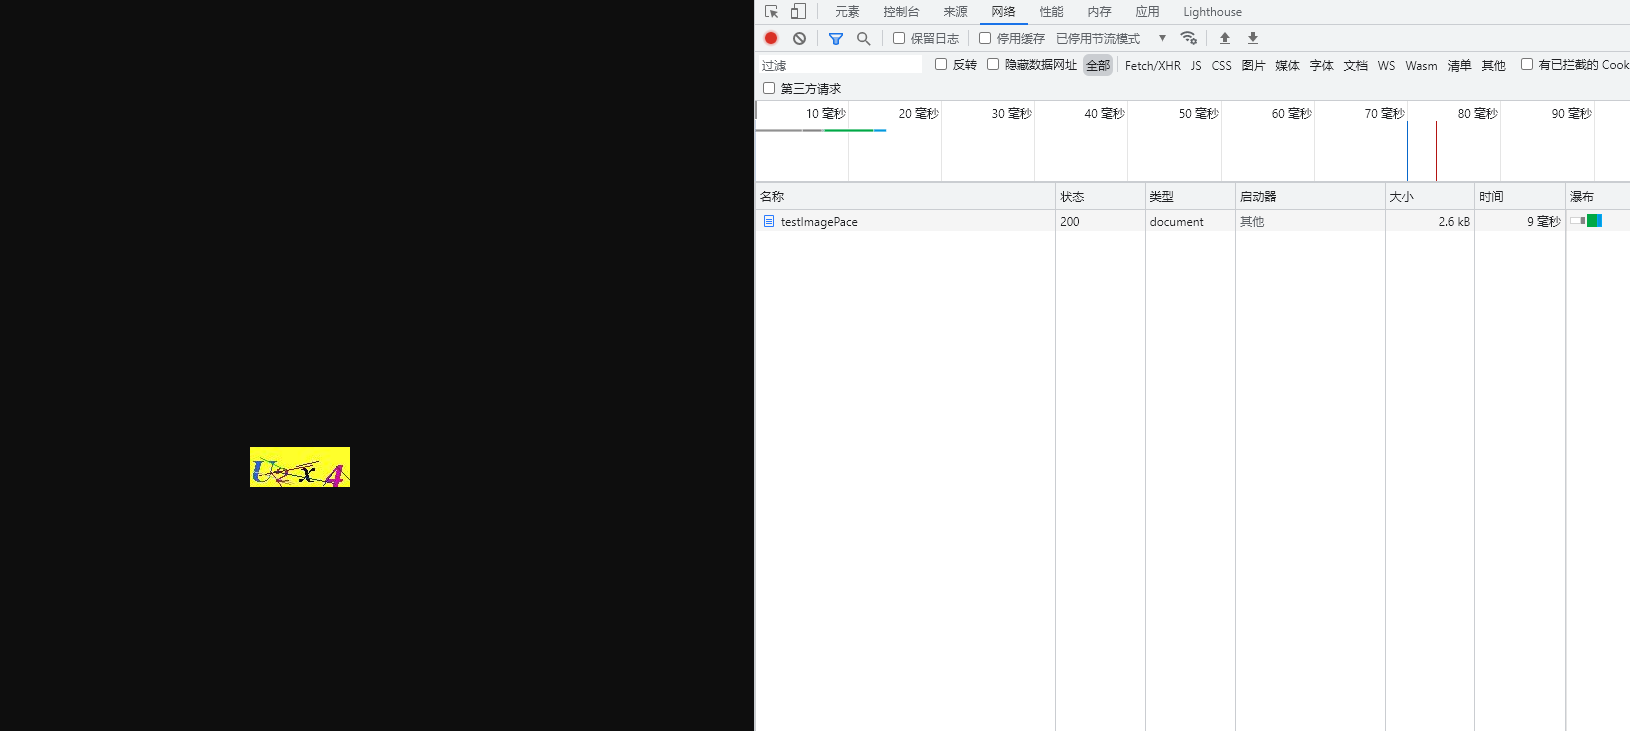 元素 控制台 来源 网络 性能 内存 应用 Lighthouse
保留日志 停用缓存 已停用节流模式
过滤 反转 隐藏数据网址 全部 Fetch/XHR JS CSS 图片 媒体 字体 文档 WS Wasm 清单 其他 有已拦截的 Cook
第三方请求
10 毫秒 20 毫秒 30 毫秒 40 毫秒 50 毫秒 60 毫秒 70 毫秒 80 毫秒 90 毫秒
名称 状态 类型 启动器 大小 时间 瀑布
testImagePace 200 document 其他 2.6 kB 9 毫秒
U2x4